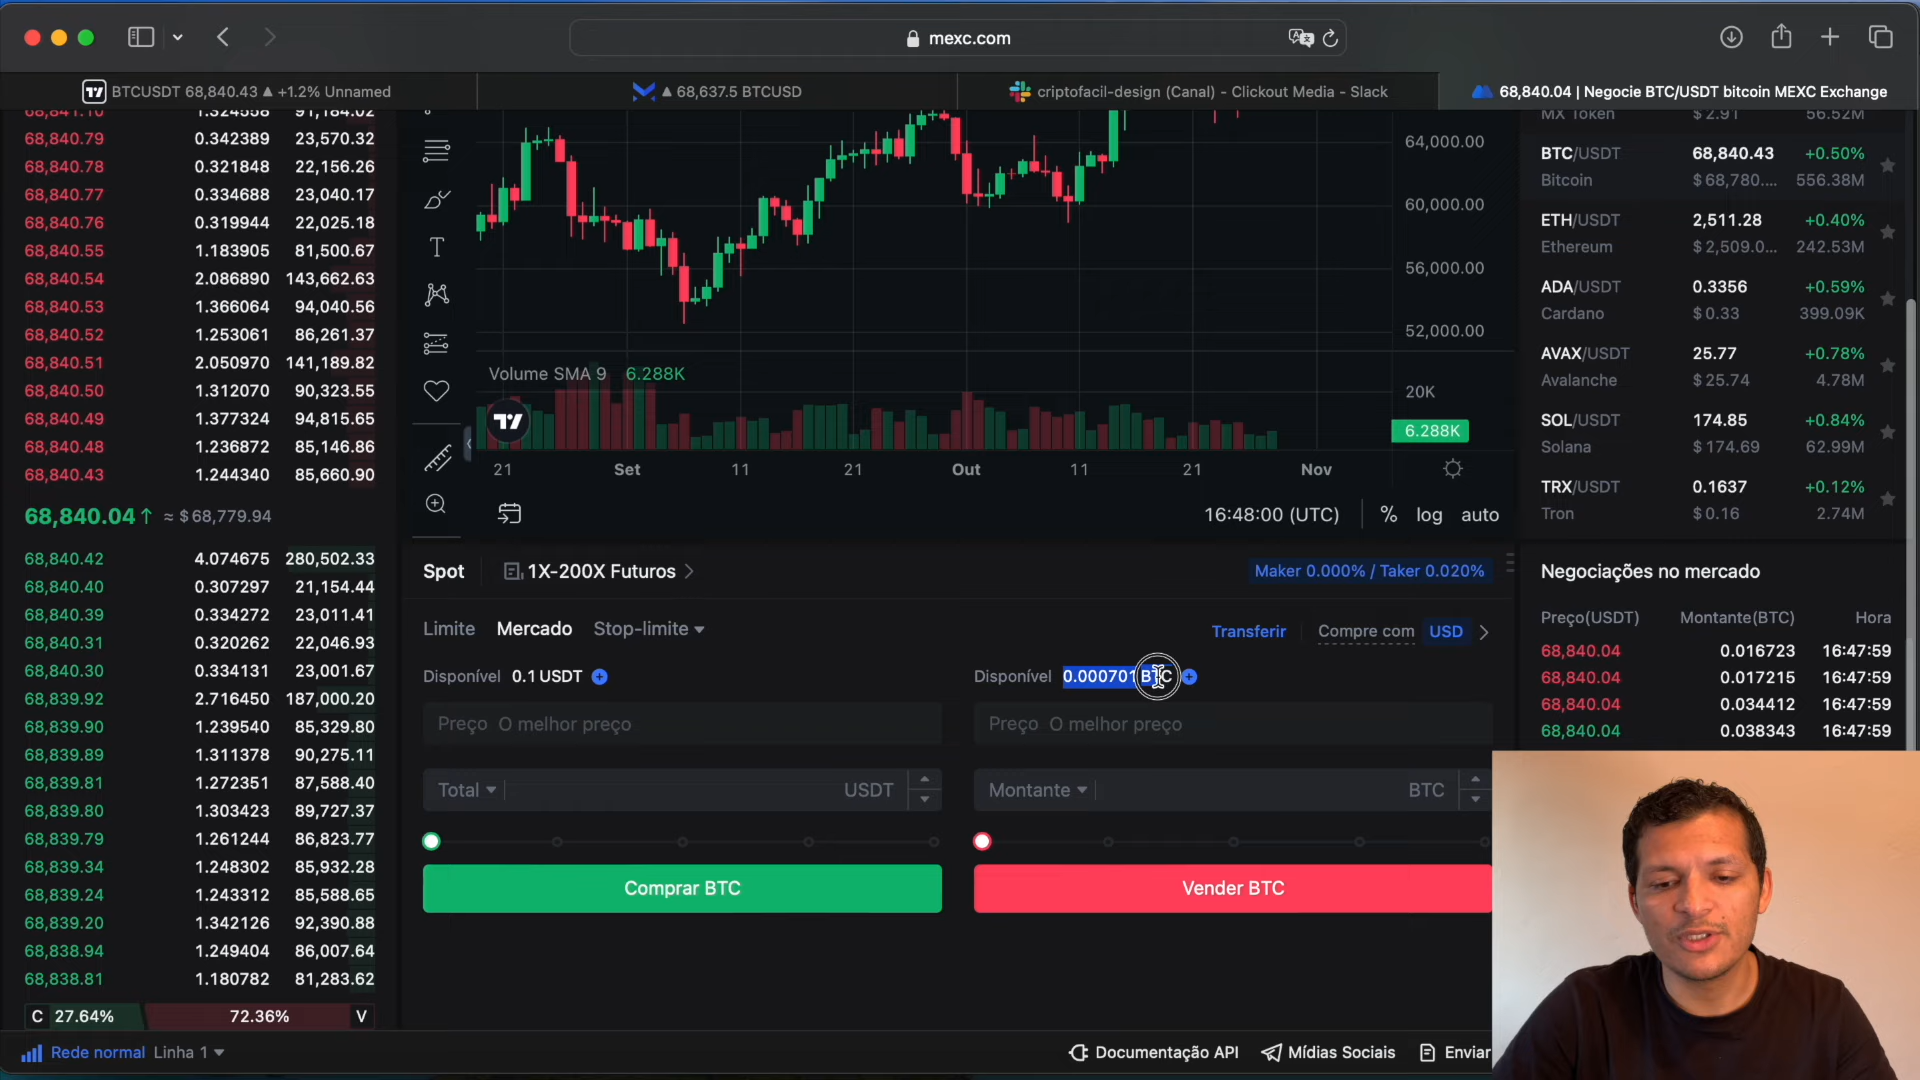 mexc.com
BTCUSDT 68,840.43 ▲ +1.2% Unnamed
▲ 68,637.5 BTCUSD
criptofacil-design (Canal) - Clickout Media - Slack
68,840.04 | Negocie BTC/USDT bitcoin MEXC Exchange
68,841.10 1.324558 91,184.02
68,840.79 0.342389 23,570.32
68,840.78 0.321848 22,156.26
68,840.77 0.334688 23,040.17
68,840.76 0.319944 22,025.18
68,840.55 1.183905 81,500.67
68,840.54 2.086890 143,662.63
68,840.53 1.366064 94,040.56
68,840.52 1.253061 86,261.37
68,840.51 2.050970 141,189.82
68,840.50 1.312070 90,323.55
68,840.49 1.377324 94,815.65
68,840.48 1.236872 85,146.86
68,840.43 1.244340 85,660.90
68,840.04↑ ≈ $68,779.94
68,840.42 4.074675 280,502.33
68,840.40 0.307297 21,154.44
68,840.39 0.334272 23,011.41
68,840.31 0.320262 22,046.93
68,840.30 0.334131 23,001.67
68,839.92 2.716450 187,000.20
68,839.90 1.239540 85,329.80
68,839.89 1.311378 90,275.11
68,839.81 1.272351 87,588.40
68,839.80 1.303423 89,727.37
68,839.79 1.261244 86,823.77
68,839.34 1.248302 85,932.28
68,839.24 1.243312 85,588.65
68,839.20 1.342126 92,390.88
68,838.94 1.249404 86,007.64
68,838.81 1.180782 81,283.62
C 27.64% 72.36% V
64,000.00
60,000.00
56,000.00
52,000.00
Volume SMA 9 6.288K
20K
6.288K
21 Set 11 21 Out 11 21 Nov
16:48:00 (UTC) % log auto
Spot 1X-200X Futuros
Maker 0.000% / Taker 0.020%
Limite Mercado Stop-limite
Transferir Compre com USD
Disponível 0.1 USDT
Disponível 0.000701 BTC
Preço O melhor preço
Preço O melhor preço
Total USDT
Montante BTC
Comprar BTC
Vender BTC
MX Token $ 2.91 56.52M
BTC/USDT 68,840.43 +0.50%
Bitcoin $ 68,780.... 556.38M
ETH/USDT 2,511.28 +0.40%
Ethereum $ 2,509.0... 242.53M
ADA/USDT 0.3356 +0.59%
Cardano $ 0.33 399.09K
AVAX/USDT 25.77 +0.78%
Avalanche $ 25.74 4.78M
SOL/USDT 174.85 +0.84%
Solana $ 174.69 62.99M
TRX/USDT 0.1637 +0.12%
Tron $ 0.16 2.74M
Negociações no mercado
Preço(USDT) Montante(BTC) Hora
68,840.04 0.016723 16:47:59
68,840.04 0.017215 16:47:59
68,840.04 0.034412 16:47:59
68,840.04 0.038343 16:47:59
Rede normal Linha 1
Documentação API Mídias Sociais Enviar